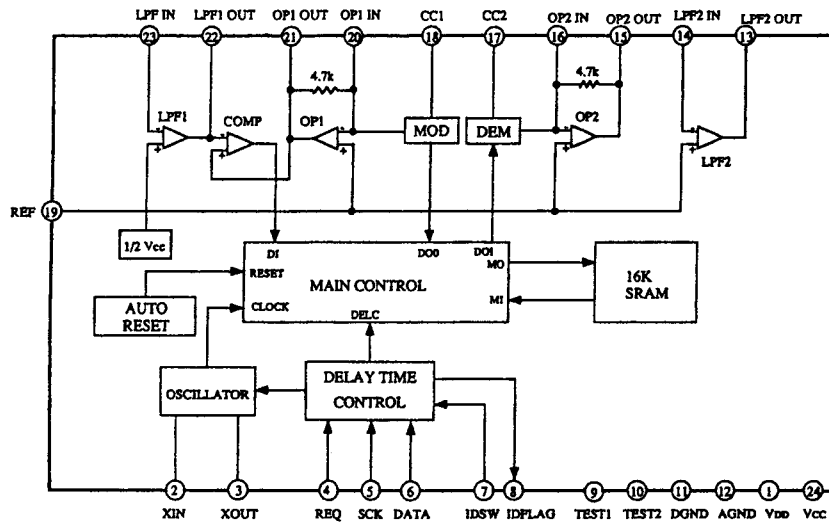 LPF IN LPF1 OUT OP1 OUT OP1 IN CC1 CC2 OP2 IN OP2 OUT LPF2 IN LPF2 OUT
23 22 21 20 18 17 16 15 14 13
4.7k 4.7k
LPF1 COMP OP1 MOD DEM OP2 LPF2
- + - + - + - + - +
REF 19
1/2 Vcc
DI DO0 DOI
RESET MAIN CONTROL MO
CLOCK MI
DELC
16K
SRAM
AUTO
RESET
OSCILLATOR
DELAY TIME
CONTROL
2 3 4 5 6 7 8 9 10 11 12 1 24
XIN XOUT REQ SCK DATA IDSW IDFLAG TEST1 TEST2 DGND AGND VDD VCC